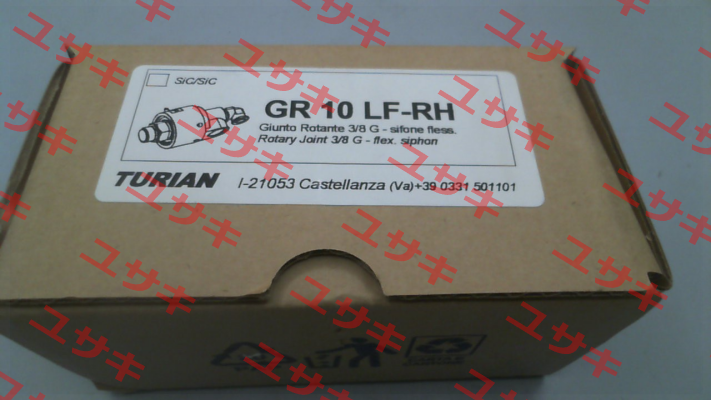 SiC/SiC
GR 10 LF-RH
Giunto Rotante 3/8 G - sifone fless.
Rotary Joint 3/8 G - flex. siphon
TURIAN I-21053 Castellanza (Va)+39 0331 501101
ユサキ